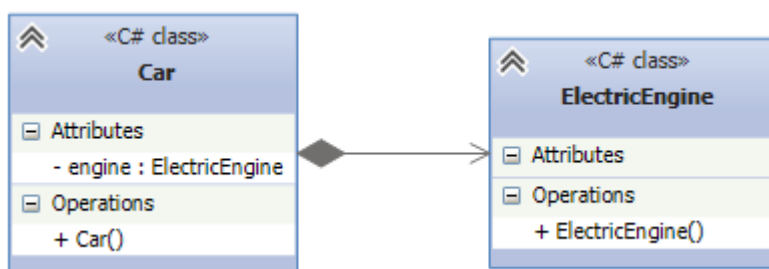 «C# class»
Car
Attributes
- engine : ElectricEngine
Operations
+ Car()
«C# class»
ElectricEngine
Attributes
Operations
+ ElectricEngine()